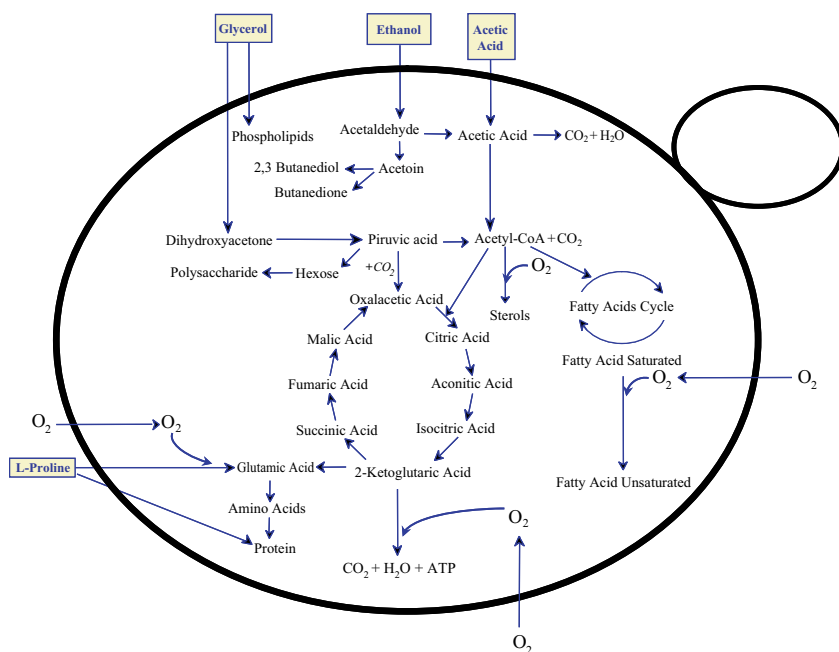 Glycerol
Ethanol
Acetic
Acid
Phospholipids
Acetaldehyde
Acetic Acid
CO2 + H2O
2,3 Butanediol
Acetoin
Butanedione
Dihydroxyacetone
Piruvic acid
Acetyl-CoA + CO2
Polysaccharide
Hexose
+CO2
O2
Oxalacetic Acid
Sterols
Fatty Acids Cycle
Malic Acid
Citric Acid
Fatty Acid Saturated
Fumaric Acid
Aconitic Acid
O2
O2
O2
O2
Succinic Acid
Isocitric Acid
L-Proline
Glutamic Acid
2-Ketoglutaric Acid
Fatty Acid Unsaturated
Amino Acids
O2
Protein
CO2 + H2O + ATP
O2